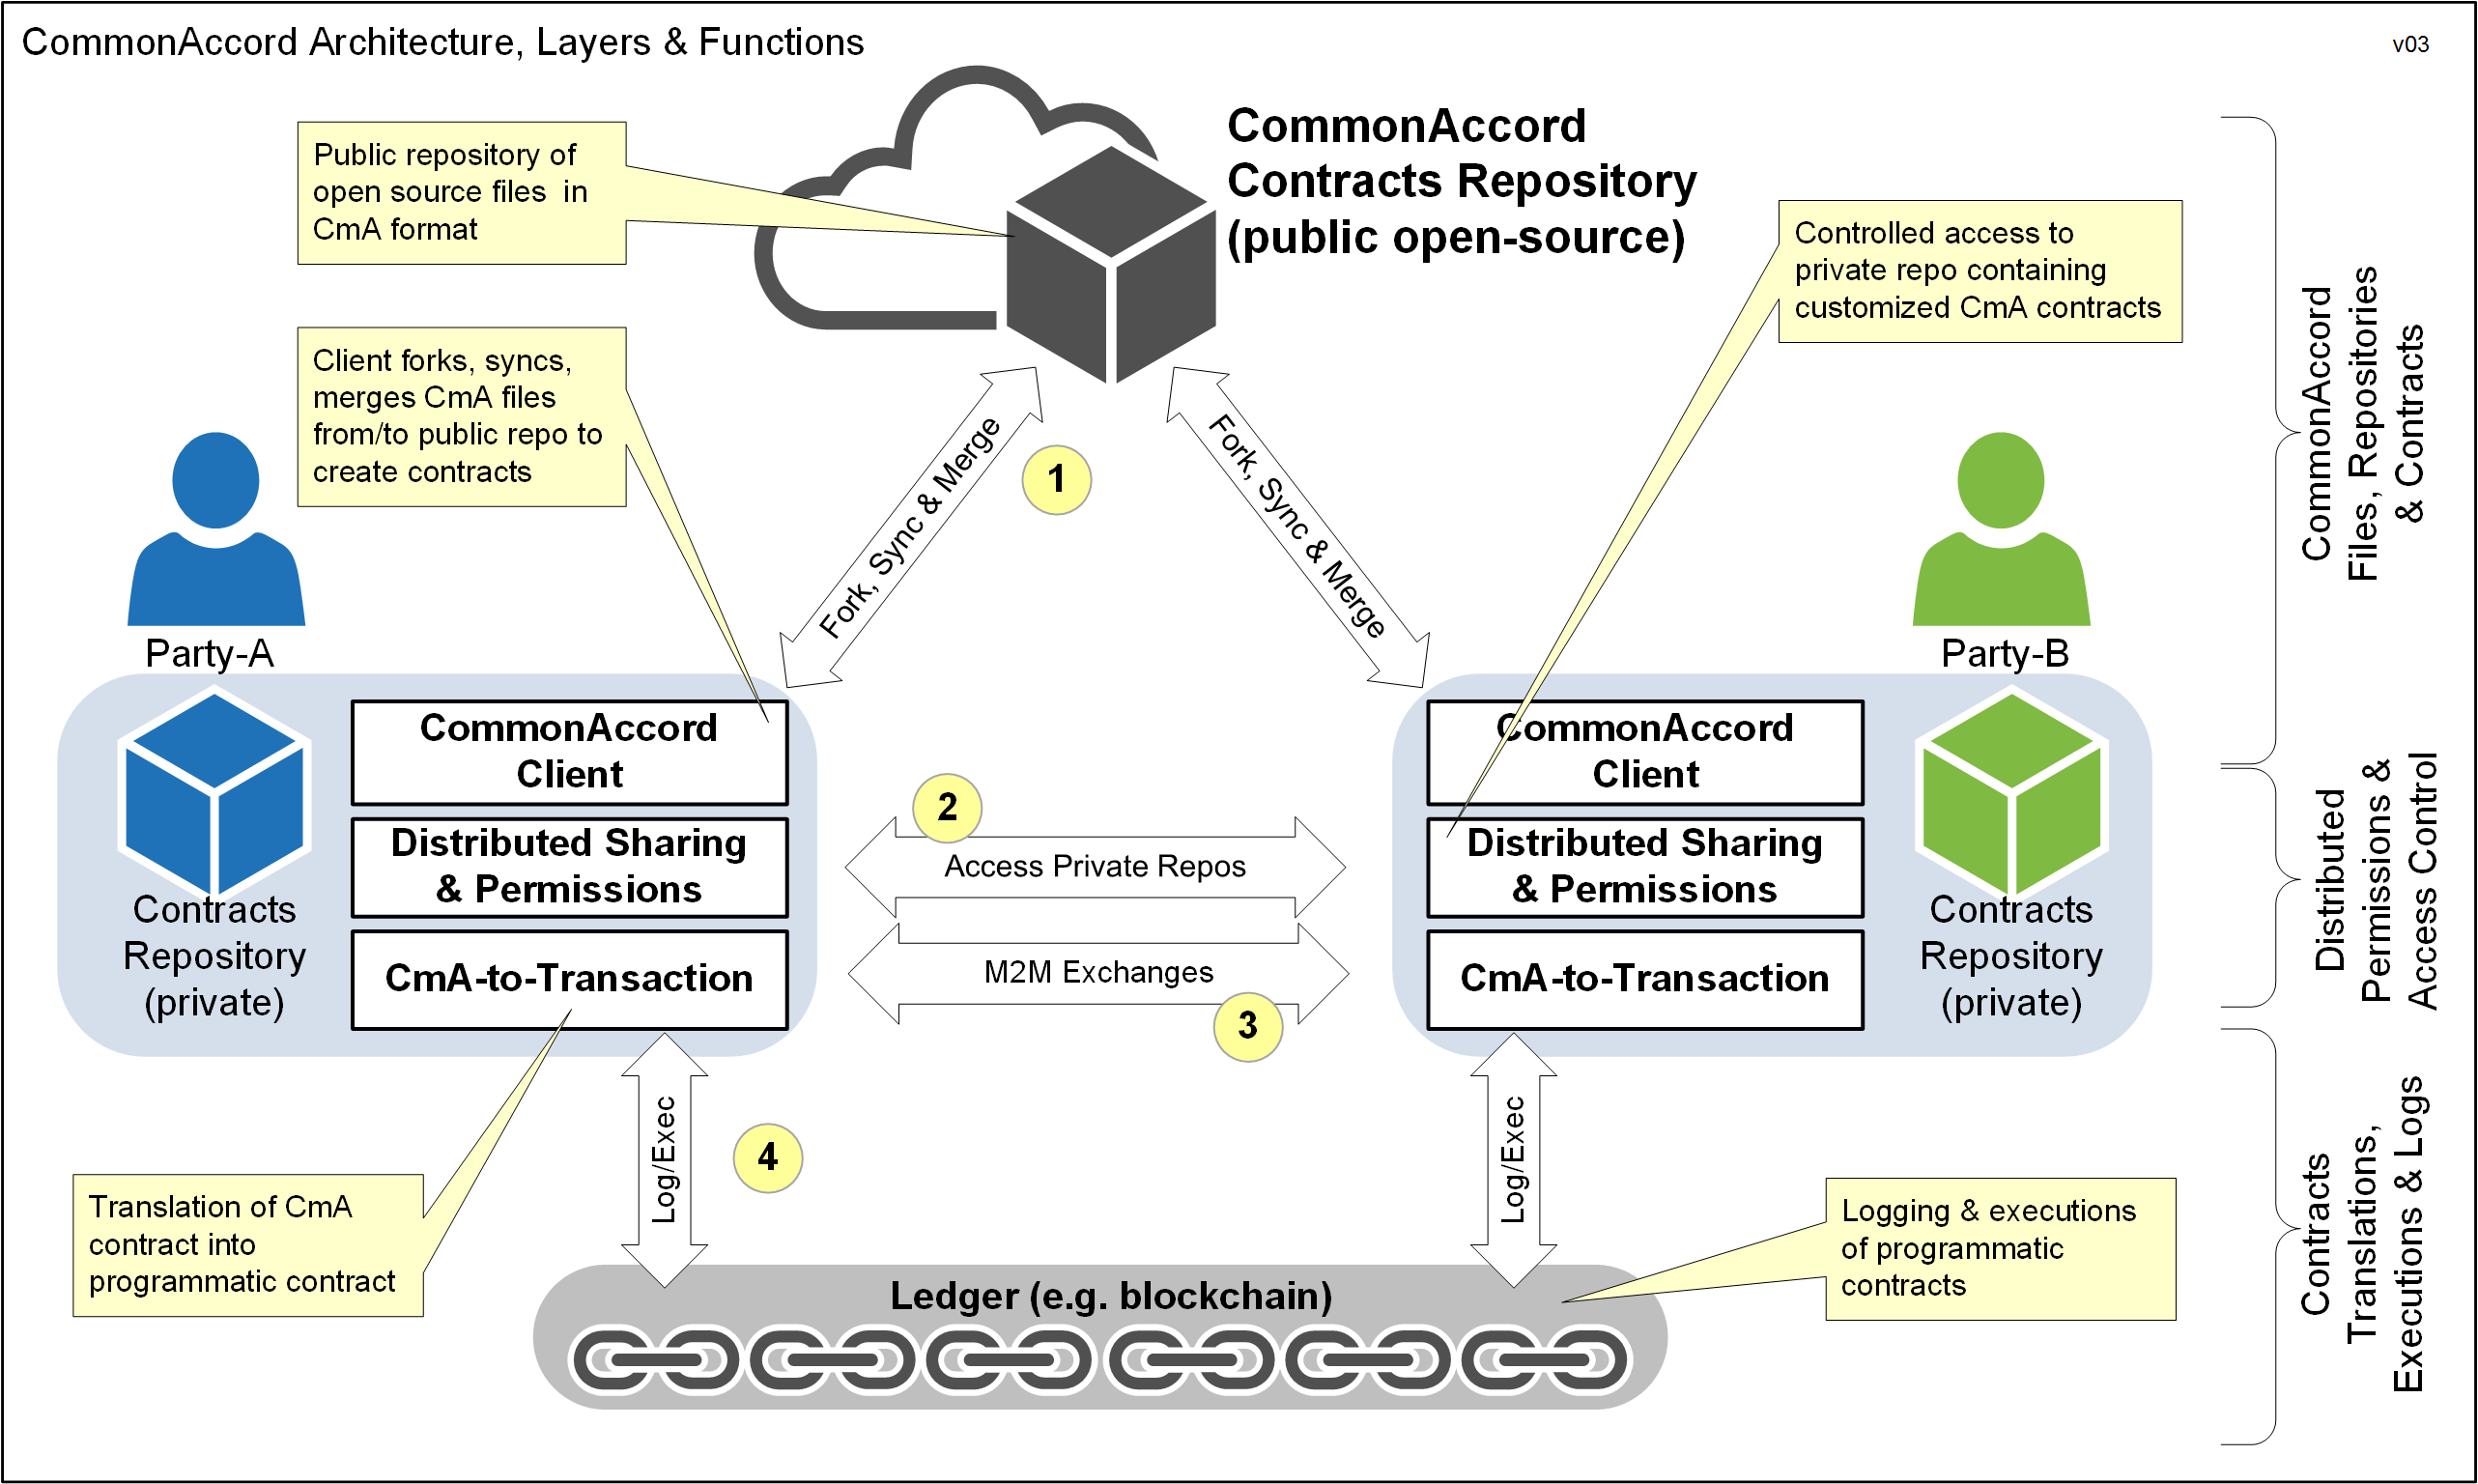 CommonAccord Architecture, Layers & Functions
v03
Public repository of
open source files in
CmA format
CommonAccord
Contracts Repository
(public open-source)
Controlled access to
private repo containing
customized CmA contracts
Client forks, syncs,
merges CmA files
from/to public repo to
create contracts
Fork, Sync & Merge
1
Fork, Sync & Merge
Party-A
Party-B
CommonAccord
Client
Distributed Sharing
& Permissions
CmA-to-Transaction
Contracts
Repository
(private)
2
Access Private Repos
M2M Exchanges
3
CommonAccord
Client
Distributed Sharing
& Permissions
CmA-to-Transaction
Contracts
Repository
(private)
Log/Exec
4
Log/Exec
Translation of CmA
contract into
programmatic contract
Logging & executions
of programmatic
contracts
Ledger (e.g. blockchain)
CommonAccord
Files, Repositories
& Contracts
Distributed
Permissions &
Access Control
Contracts
Translations,
Executions & Logs